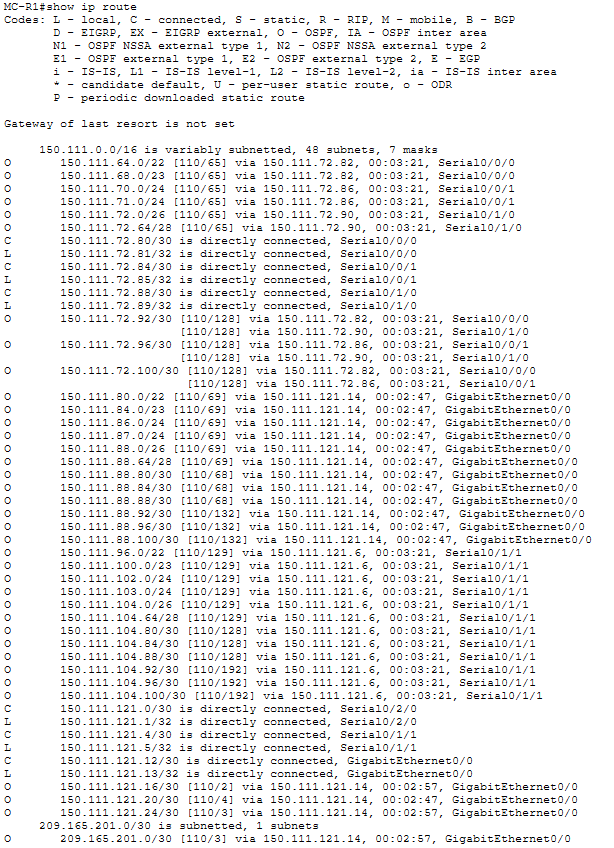 MC-R1#show ip route
Codes: L - local, C - connected, S - static, R - RIP, M - mobile, B - BGP
       D - EIGRP, EX - EIGRP external, O - OSPF, IA - OSPF inter area
       N1 - OSPF NSSA external type 1, N2 - OSPF NSSA external type 2
       E1 - OSPF external type 1, E2 - OSPF external type 2, E - EGP
       i - IS-IS, L1 - IS-IS level-1, L2 - IS-IS level-2, ia - IS-IS inter area
       * - candidate default, U - per-user static route, o - ODR
       P - periodic downloaded static route

Gateway of last resort is not set

     150.111.0.0/16 is variably subnetted, 48 subnets, 7 masks
O       150.111.64.0/22 [110/65] via 150.111.72.82, 00:03:21, Serial0/0/0
O       150.111.68.0/23 [110/65] via 150.111.72.82, 00:03:21, Serial0/0/0
O       150.111.70.0/24 [110/65] via 150.111.72.86, 00:03:21, Serial0/0/1
O       150.111.71.0/24 [110/65] via 150.111.72.86, 00:03:21, Serial0/0/1
O       150.111.72.0/26 [110/65] via 150.111.72.90, 00:03:21, Serial0/1/0
O       150.111.72.64/28 [110/65] via 150.111.72.90, 00:03:21, Serial0/1/0
C       150.111.72.80/30 is directly connected, Serial0/0/0
L       150.111.72.81/32 is directly connected, Serial0/0/0
C       150.111.72.84/30 is directly connected, Serial0/0/1
L       150.111.72.85/32 is directly connected, Serial0/0/1
C       150.111.72.88/30 is directly connected, Serial0/1/0
L       150.111.72.89/32 is directly connected, Serial0/1/0
O       150.111.72.92/30 [110/128] via 150.111.72.82, 00:03:21, Serial0/0/0
                         [110/128] via 150.111.72.90, 00:03:21, Serial0/1/0
O       150.111.72.96/30 [110/128] via 150.111.72.86, 00:03:21, Serial0/0/1
                         [110/128] via 150.111.72.90, 00:03:21, Serial0/1/0
O       150.111.72.100/30 [110/128] via 150.111.72.82, 00:03:21, Serial0/0/0
                          [110/128] via 150.111.72.86, 00:03:21, Serial0/0/1
O       150.111.80.0/22 [110/69] via 150.111.121.14, 00:02:47, GigabitEthernet0/0
O       150.111.84.0/23 [110/69] via 150.111.121.14, 00:02:47, GigabitEthernet0/0
O       150.111.86.0/24 [110/69] via 150.111.121.14, 00:02:47, GigabitEthernet0/0
O       150.111.87.0/24 [110/69] via 150.111.121.14, 00:02:47, GigabitEthernet0/0
O       150.111.88.0/26 [110/69] via 150.111.121.14, 00:02:47, GigabitEthernet0/0
O       150.111.88.64/28 [110/69] via 150.111.121.14, 00:02:47, GigabitEthernet0/0
O       150.111.88.80/30 [110/68] via 150.111.121.14, 00:02:47, GigabitEthernet0/0
O       150.111.88.84/30 [110/68] via 150.111.121.14, 00:02:47, GigabitEthernet0/0
O       150.111.88.88/30 [110/68] via 150.111.121.14, 00:02:47, GigabitEthernet0/0
O       150.111.88.92/30 [110/132] via 150.111.121.14, 00:02:47, GigabitEthernet0/0
O       150.111.88.96/30 [110/132] via 150.111.121.14, 00:02:47, GigabitEthernet0/0
O       150.111.88.100/30 [110/132] via 150.111.121.14, 00:02:47, GigabitEthernet0/0
O       150.111.96.0/22 [110/129] via 150.111.121.6, 00:03:21, Serial0/1/1
O       150.111.100.0/23 [110/129] via 150.111.121.6, 00:03:21, Serial0/1/1
O       150.111.102.0/24 [110/129] via 150.111.121.6, 00:03:21, Serial0/1/1
O       150.111.103.0/24 [110/129] via 150.111.121.6, 00:03:21, Serial0/1/1
O       150.111.104.0/26 [110/129] via 150.111.121.6, 00:03:21, Serial0/1/1
O       150.111.104.64/28 [110/129] via 150.111.121.6, 00:03:21, Serial0/1/1
O       150.111.104.80/30 [110/128] via 150.111.121.6, 00:03:21, Serial0/1/1
O       150.111.104.84/30 [110/128] via 150.111.121.6, 00:03:21, Serial0/1/1
O       150.111.104.88/30 [110/128] via 150.111.121.6, 00:03:21, Serial0/1/1
O       150.111.104.92/30 [110/192] via 150.111.121.6, 00:03:21, Serial0/1/1
O       150.111.104.96/30 [110/192] via 150.111.121.6, 00:03:21, Serial0/1/1
O       150.111.104.100/30 [110/192] via 150.111.121.6, 00:03:21, Serial0/1/1
C       150.111.121.0/30 is directly connected, Serial0/2/0
L       150.111.121.1/32 is directly connected, Serial0/2/0
C       150.111.121.4/30 is directly connected, Serial0/1/1
L       150.111.121.5/32 is directly connected, Serial0/1/1
C       150.111.121.12/30 is directly connected, GigabitEthernet0/0
L       150.111.121.13/32 is directly connected, GigabitEthernet0/0
O       150.111.121.16/30 [110/2] via 150.111.121.14, 00:02:57, GigabitEthernet0/0
O       150.111.121.20/30 [110/4] via 150.111.121.14, 00:02:47, GigabitEthernet0/0
O       150.111.121.24/30 [110/3] via 150.111.121.14, 00:02:57, GigabitEthernet0/0
     209.165.201.0/30 is subnetted, 1 subnets
O       209.165.201.0/30 [110/3] via 150.111.121.14, 00:02:57, GigabitEthernet0/0